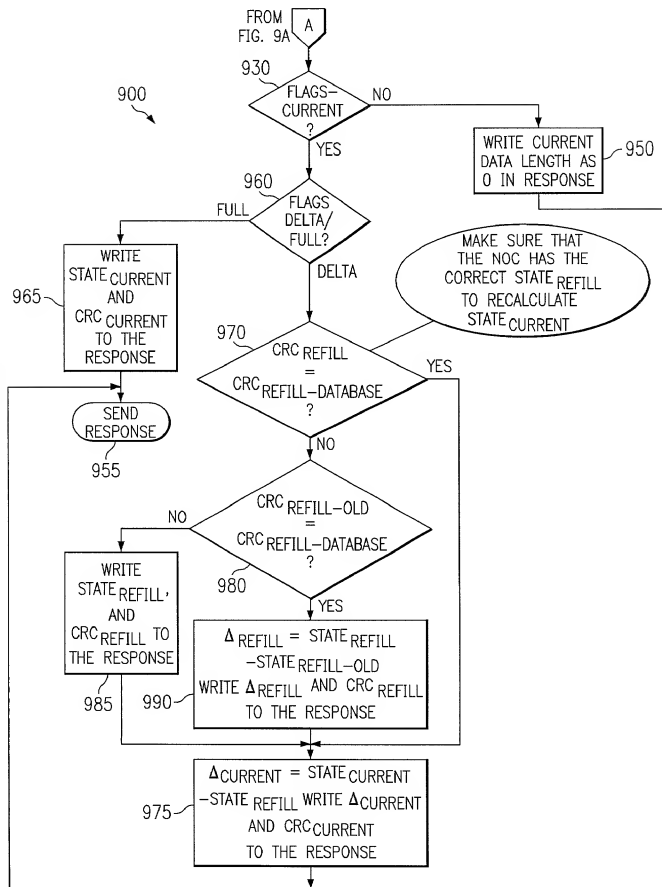 FROM
FIG. 9A
A
930
FLAGS-
CURRENT
?
NO
YES
900
WRITE CURRENT
DATA LENGTH AS
0 IN RESPONSE
950
960
FLAGS
DELTA/
FULL?
FULL
DELTA
WRITE
STATE CURRENT
AND
CRC CURRENT
TO THE
RESPONSE
965
MAKE SURE THAT
THE NOC HAS THE
CORRECT STATE REFILL
TO RECALCULATE
STATE CURRENT
970
CRC REFILL
=
CRC REFILL-DATABASE
?
YES
NO
SEND
RESPONSE
955
CRC REFILL-OLD
=
CRC REFILL-DATABASE
?
980
NO
YES
WRITE
STATE REFILL,
AND
CRC REFILL TO
THE RESPONSE
985
Δ REFILL = STATE REFILL
-STATE REFILL-OLD
WRITE Δ REFILL AND CRC REFILL
TO THE RESPONSE
990
Δ CURRENT = STATE CURRENT
-STATE REFILL WRITE Δ CURRENT
AND CRC CURRENT
TO THE RESPONSE
975